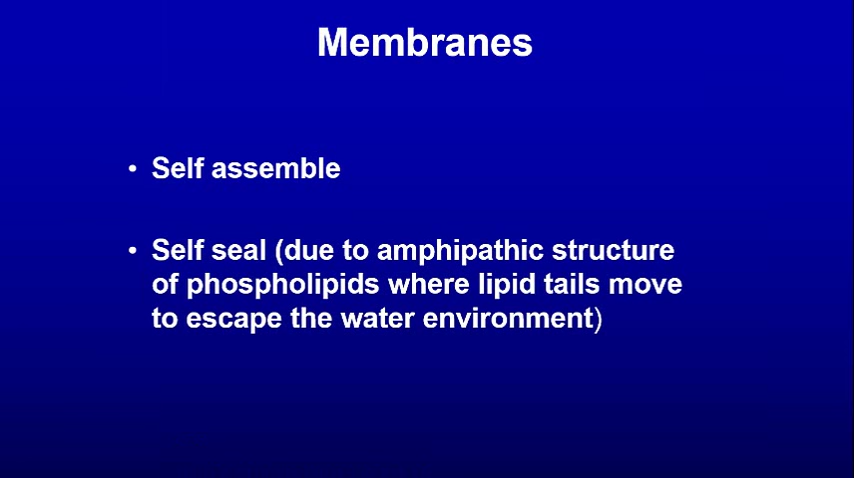 Membranes
• Self assemble
• Self seal (due to amphipathic structure
of phospholipids where lipid tails move
to escape the water environment)